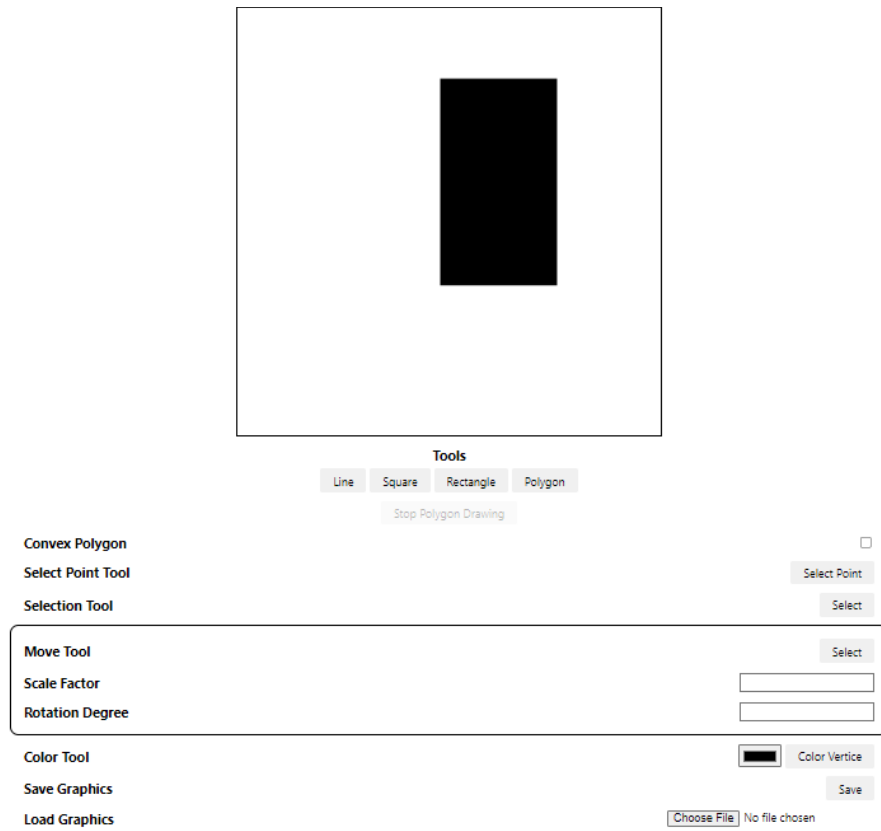 Tools
Line Square Rectangle Polygon
Stop Polygon Drawing
Convex Polygon
Select Point Tool Select Point
Selection Tool Select
Move Tool Select
Scale Factor
Rotation Degree
Color Tool Color Vertice
Save Graphics Save
Load Graphics Choose File No file chosen